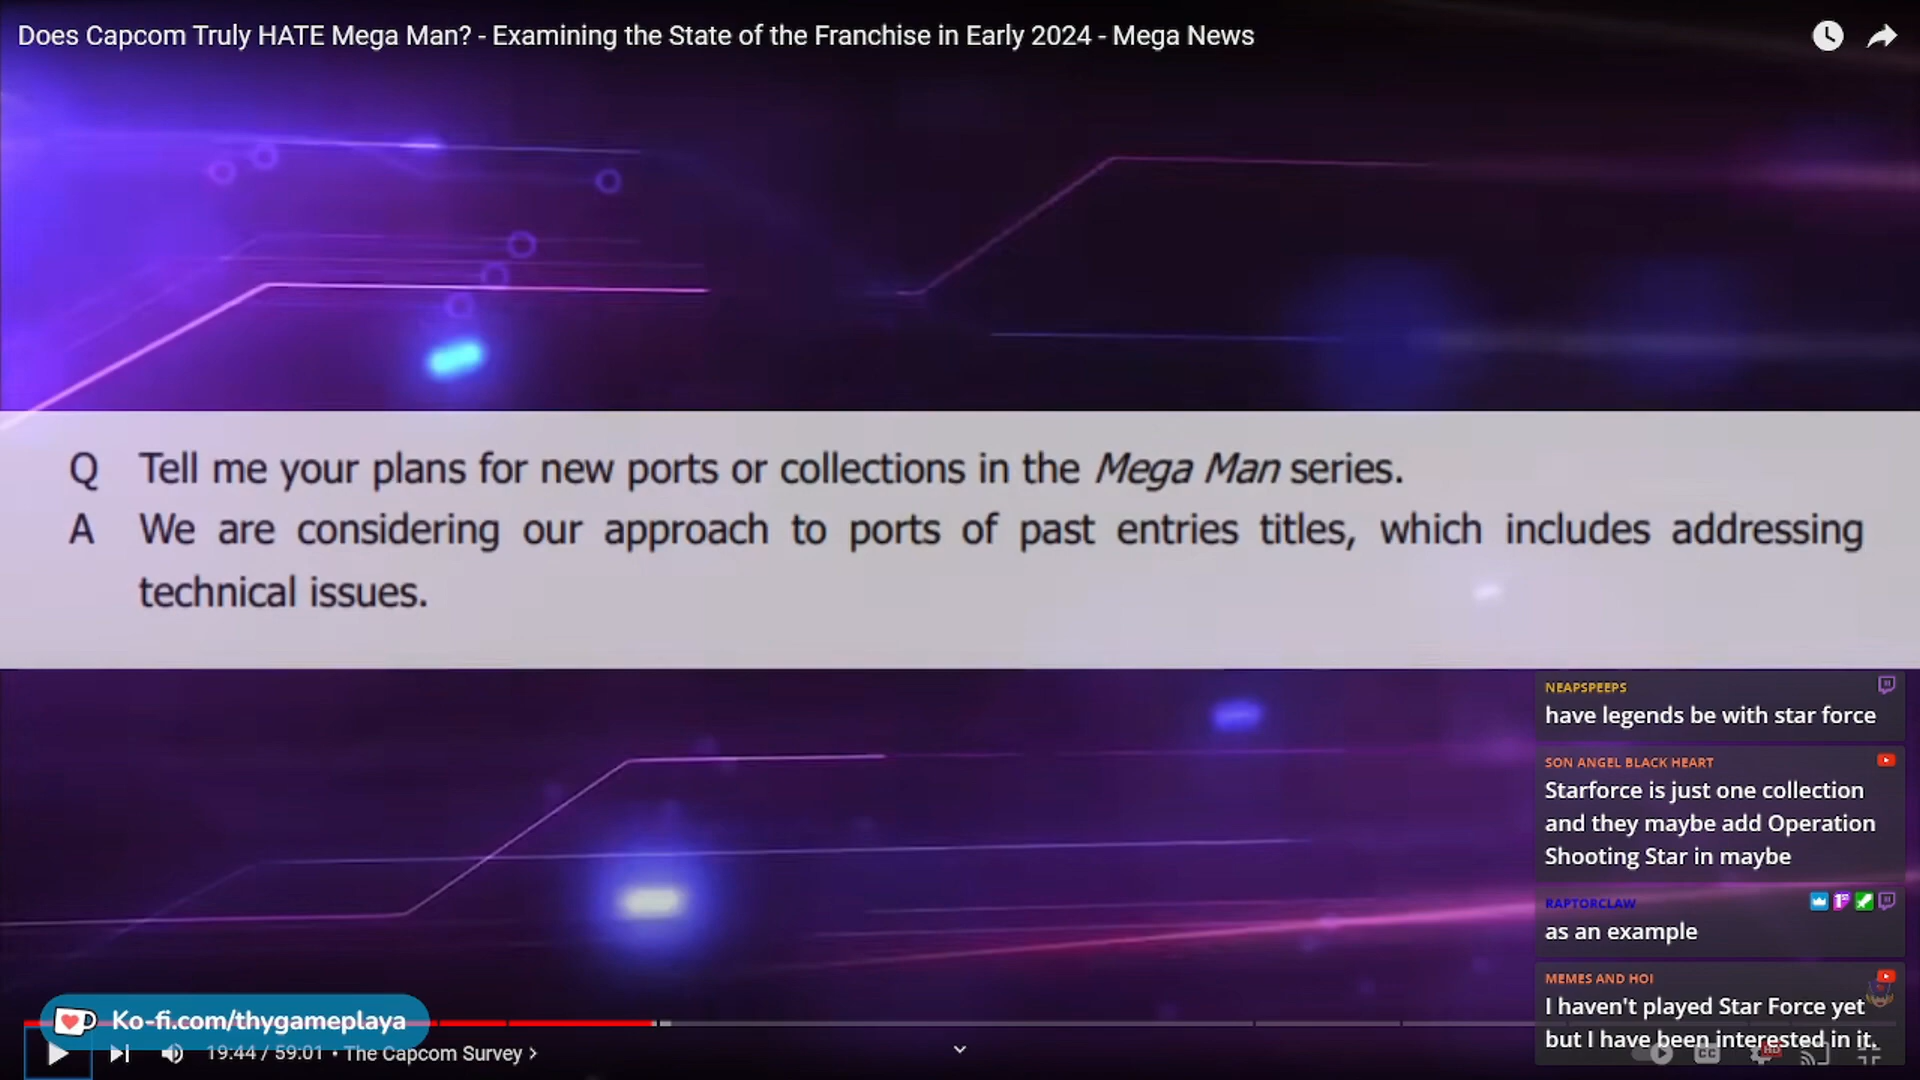 Does Capcom Truly HATE Mega Man? - Examining the State of the Franchise in Early 2024 - Mega News
Q Tell me your plans for new ports or collections in the Mega Man series.
A We are considering our approach to ports of past entries titles, which includes addressing
technical issues.
NEAPSPEEPS
have legends be with star force
SON ANGEL BLACK HEART
Starforce is just one collection
and they maybe add Operation
Shooting Star in maybe
RAPTORCLAW
as an example
MEMES AND HOI
I haven't played Star Force yet
but I have been interested in it.
Ko-fi.com/thygameplaya
19:44 / 59:01 • The Capcom Survey >
CC
HD